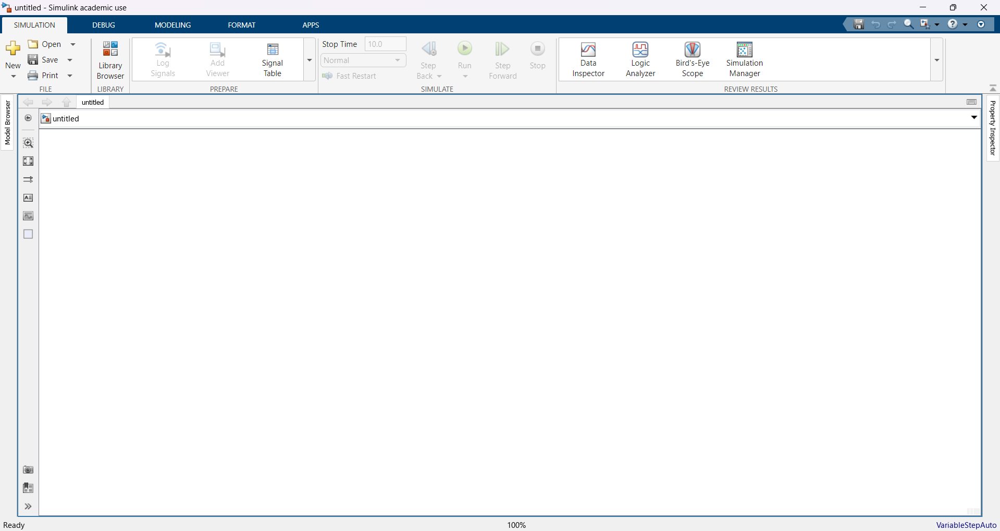 untitled - Simulink academic use
SIMULATION DEBUG MODELING FORMAT APPS
New
Open
Save
Print
FILE
Library
Browser
LIBRARY
Log
Signals
Add
Viewer
Signal
Table
PREPARE
Stop Time 10.0
Normal
Fast Restart
Step
Back
Run
Step
Forward
Stop
SIMULATE
Data
Inspector
Logic
Analyzer
Bird's-Eye
Scope
Simulation
Manager
REVIEW RESULTS
Model Browser
untitled
untitled
Property Inspector
Ready 100% VariableStepAuto